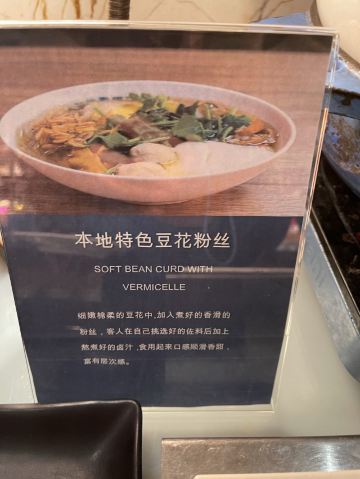 本地特色豆花粉丝
SOFT BEAN CURD WITH
VERMICELLE
细嫩棉柔的豆花中,加入煮好的香滑的
粉丝，客人在自己挑选好的佐料后加上
熬煮好的卤汁,食用起来口感顺滑香甜，
富有层次感。